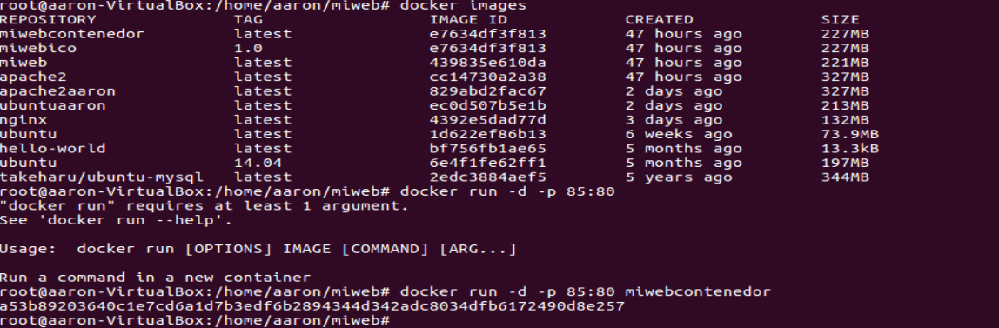 root@aaron-VirtualBox:/home/aaron/miweb# docker images
REPOSITORY TAG IMAGE ID CREATED SIZE
miwebcontenedor latest e7634df3f813 47 hours ago 227MB
miwebico 1.0 e7634df3f813 47 hours ago 227MB
miweb latest 439835e610da 47 hours ago 221MB
apache2 latest cc14730a2a38 47 hours ago 327MB
apache2aaron latest 829abd2fac67 2 days ago 327MB
ubuntuaaron latest ec0d507b5e1b 2 days ago 213MB
nginx latest 4392e5dad77d 3 days ago 132MB
ubuntu latest 1d622ef86b13 6 weeks ago 73.9MB
hello-world latest bf756fb1ae65 5 months ago 13.3kB
ubuntu 14.04 6e4f1fe62ff1 5 months ago 197MB
takeharu/ubuntu-mysql latest 2edc3884aef5 5 years ago 344MB
root@aaron-VirtualBox:/home/aaron/miweb# docker run -d -p 85:80
"docker run" requires at least 1 argument.
See 'docker run --help'.
Usage:  docker run [OPTIONS] IMAGE [COMMAND] [ARG...]
Run a command in a new container
root@aaron-VirtualBox:/home/aaron/miweb# docker run -d -p 85:80 miwebcontenedor
a53b89203640c1e7cd6a1d7b3edf6b2894344d342adc8034dfb6172490d8e257
root@aaron-VirtualBox:/home/aaron/miweb#